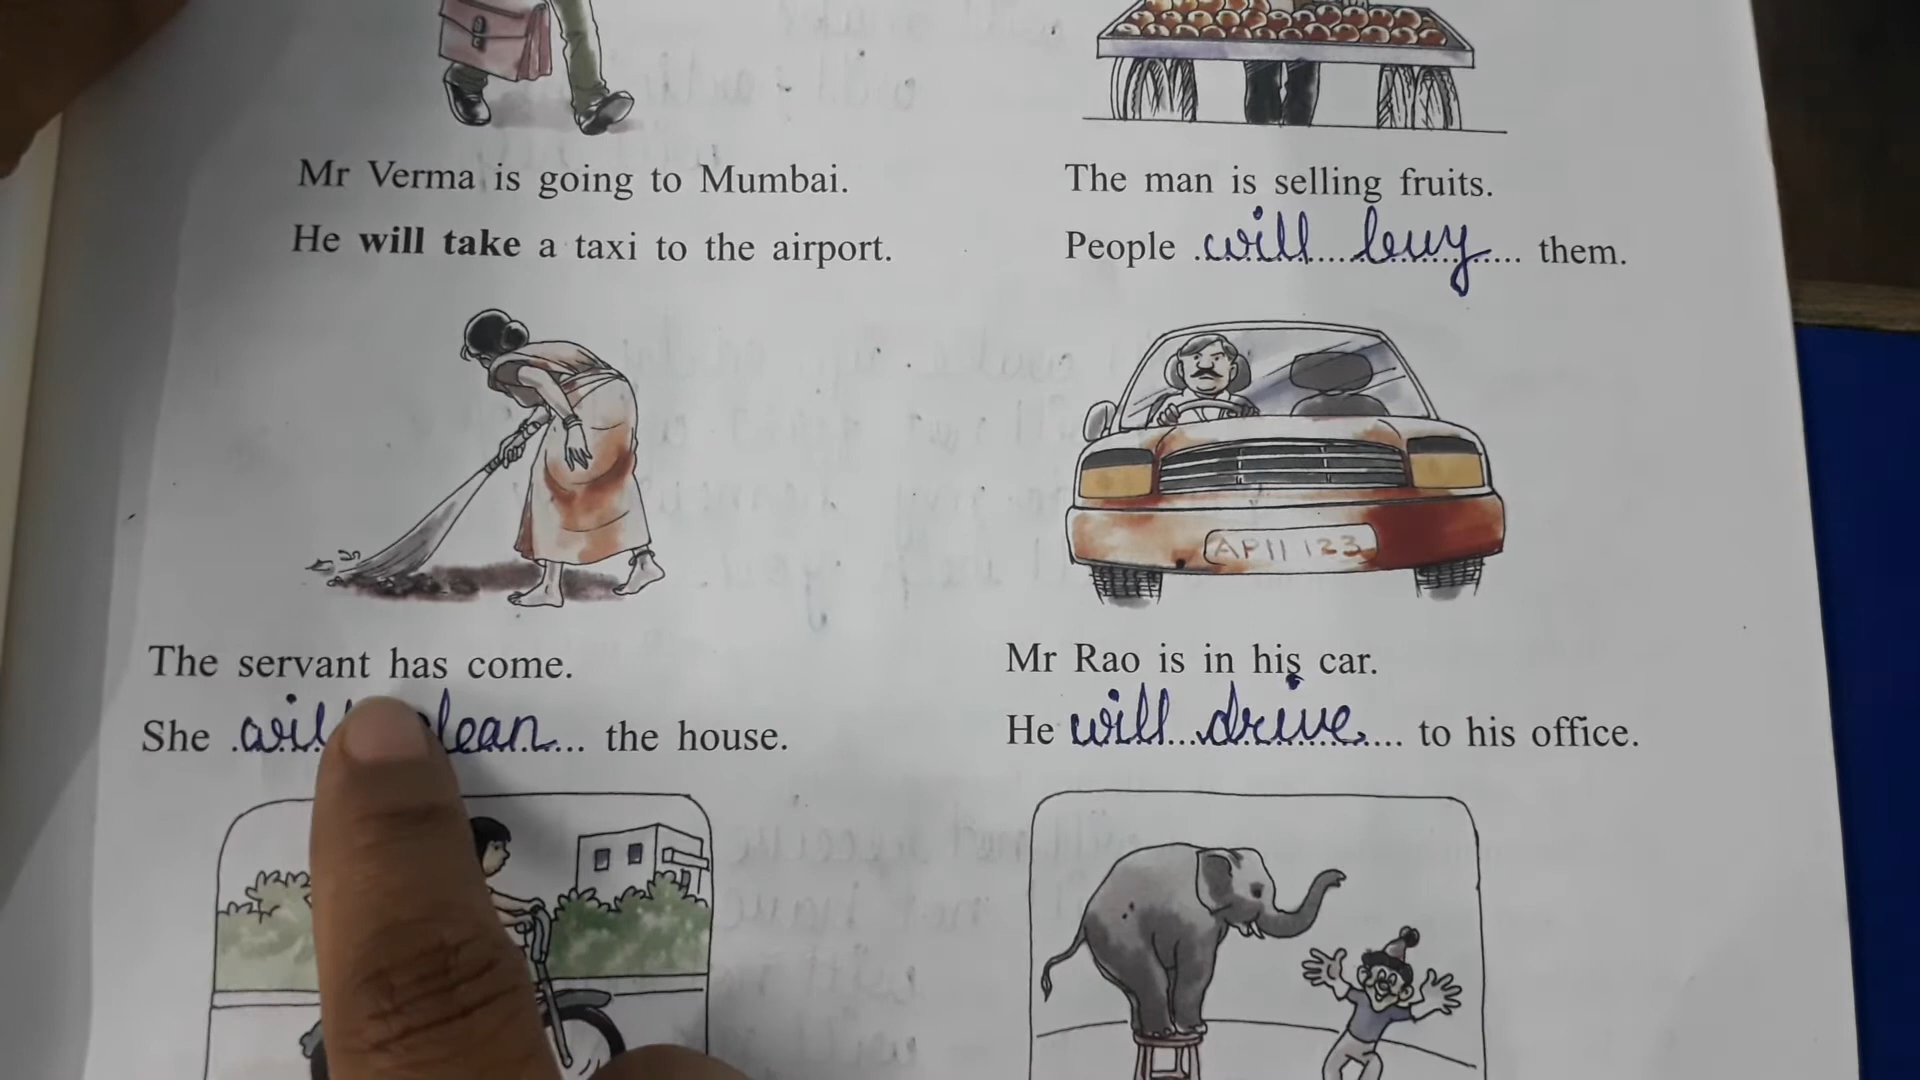 Mr Verma is going to Mumbai.
He will take a taxi to the airport.
The man is selling fruits.
People will buy them.
AP11 123
The servant has come.
She will clean the house.
Mr Rao is in his car.
He will drive to his office.